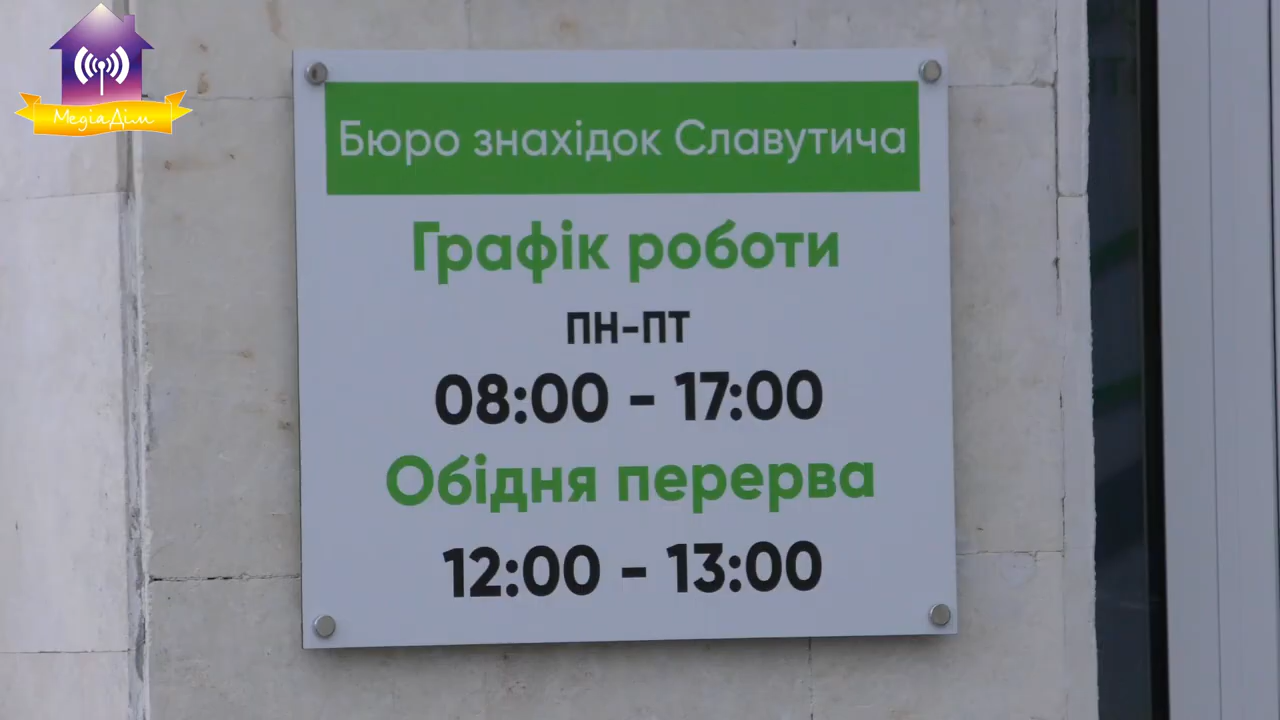 МедіаДім
Бюро знахідок Славутича
Графік роботи
ПН-ПТ
08:00 - 17:00
Обідня перерва
12:00 - 13:00